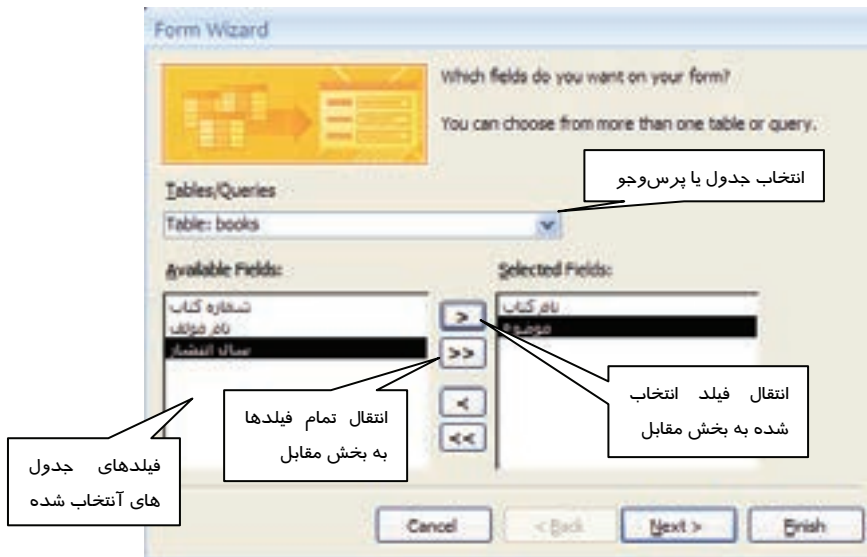 Form Wizard
Which fields do you want on your form?
You can choose from more than one table or query.
انتخاب جدول یا پرس‌وجو
Tables/Queries
Table: books
Available Fields:
Selected Fields:
شماره کتاب
نام مولف
سال انتشار
نام کتاب
موضوع
>
>>
<
<<
انتقال فیلد انتخاب
شده به بخش مقابل
انتقال تمام فیلدها
به بخش مقابل
فیلدهای جدول
های آنتخاب شده
Cancel
< Back
Next >
Finish